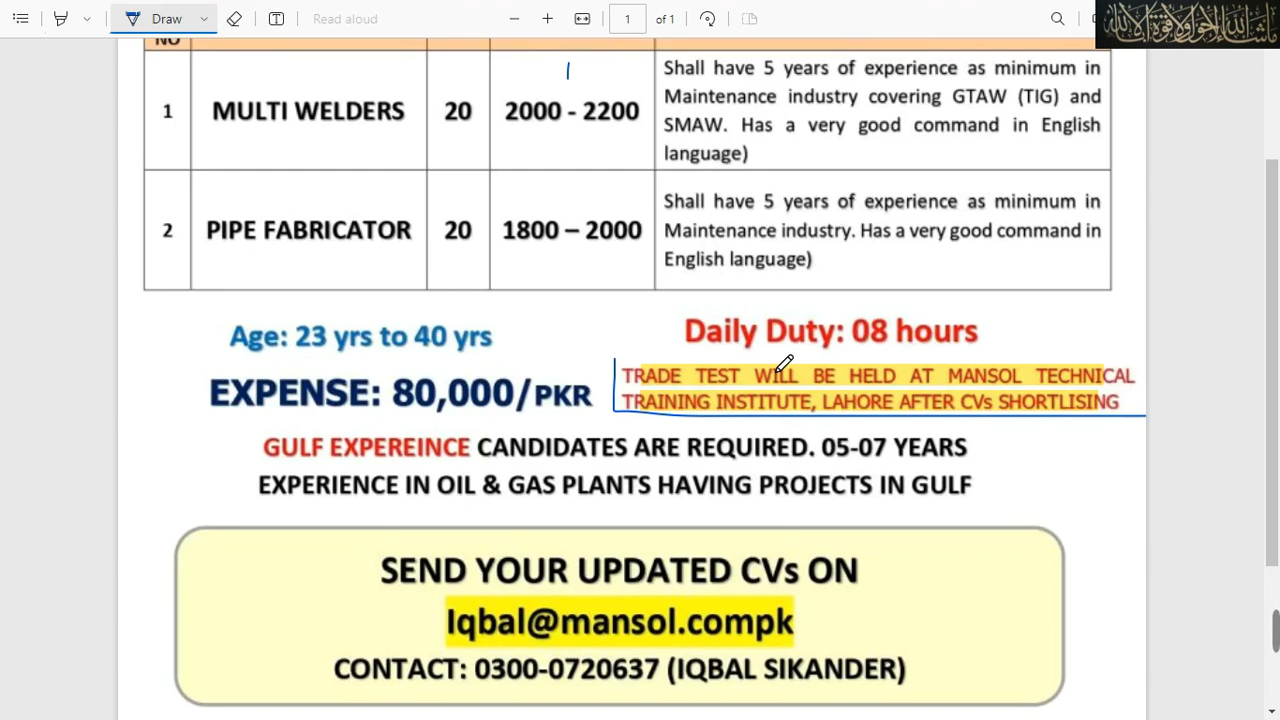 Draw
Read aloud
1 of 1
NO
1 MULTI WELDERS 20 2000 - 2200
Shall have 5 years of experience as minimum in
Maintenance industry covering GTAW (TIG) and
SMAW. Has a very good command in English
language)
2 PIPE FABRICATOR 20 1800 – 2000
Shall have 5 years of experience as minimum in
Maintenance industry. Has a very good command in
English language)
Age: 23 yrs to 40 yrs
Daily Duty: 08 hours
EXPENSE: 80,000/PKR
TRADE TEST WILL BE HELD AT MANSOL TECHNICAL
TRAINING INSTITUTE, LAHORE AFTER CVs SHORTLISING
GULF EXPEREINCE CANDIDATES ARE REQUIRED. 05-07 YEARS
EXPERIENCE IN OIL & GAS PLANTS HAVING PROJECTS IN GULF
SEND YOUR UPDATED CVs ON
Iqbal@mansol.compk
CONTACT: 0300-0720637 (IQBAL SIKANDER)